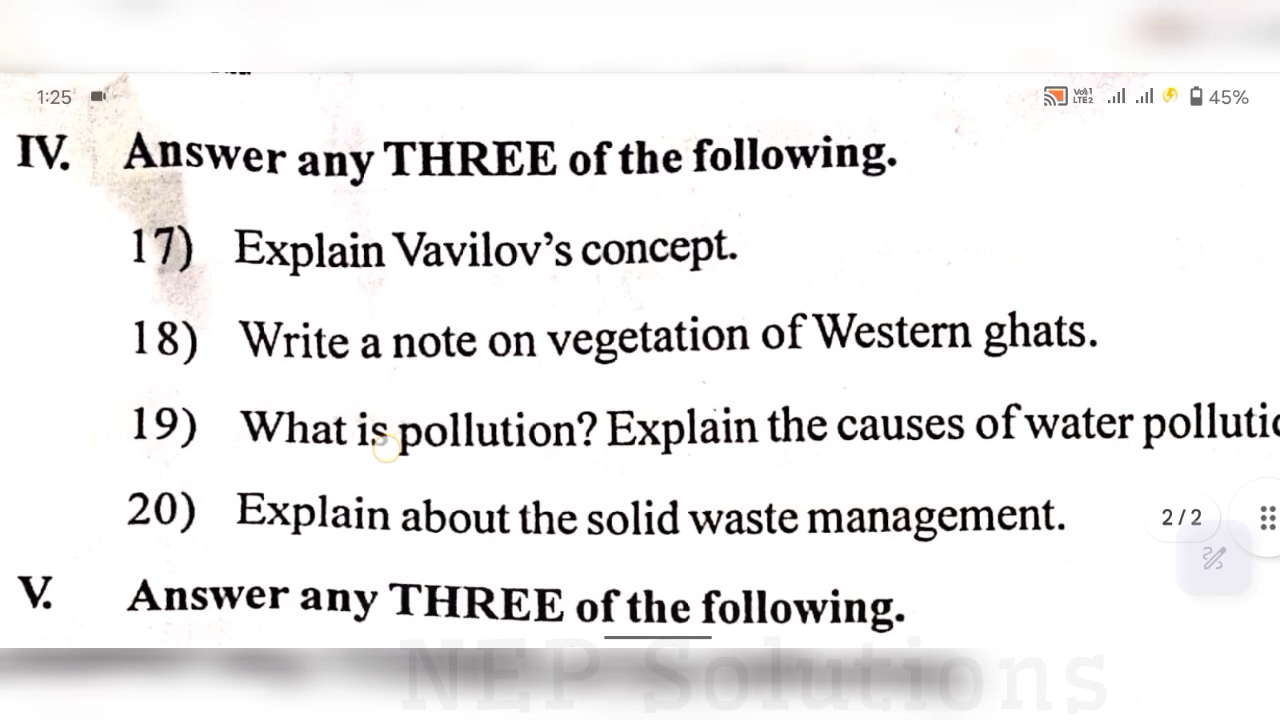 1:25
Vo1 LTE2
45%
IV. Answer any THREE of the following.
17) Explain Vavilov's concept.
18) Write a note on vegetation of Western ghats.
19) What is pollution? Explain the causes of water
20) Explain about the solid waste management.
2/2
V. Answer any THREE of the following.
NEP Solutions